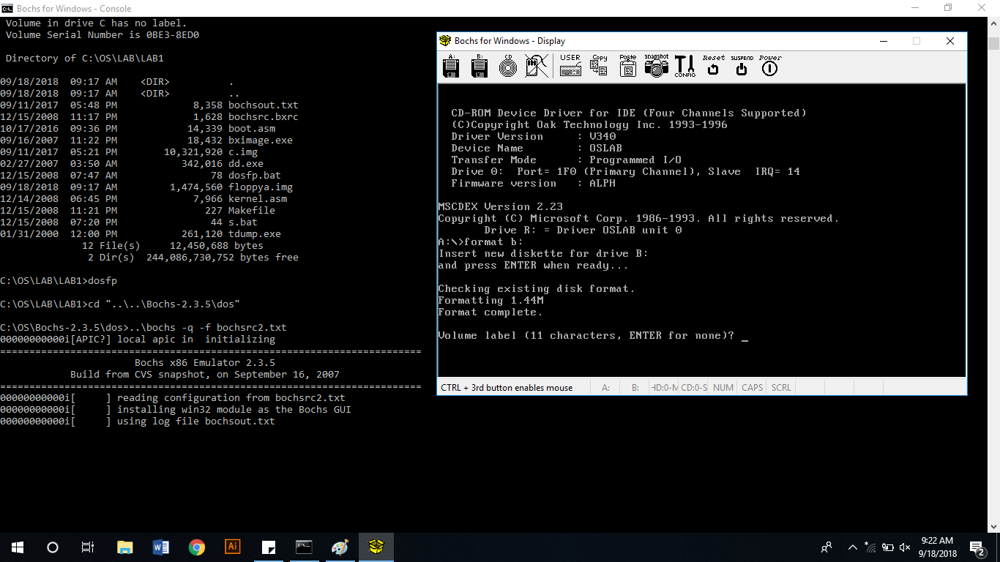 Bochs for Windows - Console
Volume in drive C has no label.
Volume Serial Number is 0BE3-8ED0
Directory of C:\OS\LAB\LAB1
09/18/2018  09:17 AM    <DIR>          .
09/18/2018  09:17 AM    <DIR>          ..
09/11/2017  05:48 PM             8,358 bochsout.txt
12/15/2008  11:17 PM             1,628 bochsrc.bxrc
10/17/2016  09:36 PM            14,339 boot.asm
09/16/2007  11:22 PM            18,432 bximage.exe
09/11/2017  05:21 PM        10,321,920 c.img
02/27/2007  03:50 AM           342,016 dd.exe
12/15/2008  07:47 AM                78 dosfp.bat
09/18/2018  09:17 AM         1,474,560 floppya.img
12/14/2008  06:45 PM             7,966 kernel.asm
12/15/2008  11:21 PM               227 Makefile
12/15/2008  07:20 PM                44 s.bat
01/31/2000  12:00 PM           261,120 tdump.exe
12 File(s)     12,450,688 bytes
2 Dir(s)  244,086,730,752 bytes free
C:\OS\LAB\LAB1>dosfp
C:\OS\LAB\LAB1>cd "..\..\Bochs-2.3.5\dos"
C:\OS\Bochs-2.3.5\dos>..\bochs -q -f bochsrc2.txt
00000000000i[APIC?] local apic in  initializing
========================================================================
Bochs x86 Emulator 2.3.5
Build from CVS snapshot, on September 16, 2007
========================================================================
00000000000i[     ] reading configuration from bochsrc2.txt
00000000000i[     ] installing win32 module as the Bochs GUI
00000000000i[     ] using log file bochsout.txt
Bochs for Windows - Display
A: B: CD USER Copy Paste snapshot CONFIG Reset SUSPEND Power
CD-ROM Device Driver for IDE (Four Channels Supported)
(C)Copyright Oak Technology Inc. 1993-1996
Driver Version     : V340
Device Name        : OSLAB
Transfer Mode      : Programmed I/O
Drive 0:  Port= 1F0 (Primary Channel), Slave  IRQ= 14
Firmware version   : ALPH
MSCDEX Version 2.23
Copyright (C) Microsoft Corp. 1986-1993. All rights reserved.
Drive R: = Driver OSLAB unit 0
A:\>format b:
Insert new diskette for drive B:
and press ENTER when ready...
Checking existing disk format.
Formatting 1.44M
Format complete.
Volume label (11 characters, ENTER for none)? _
CTRL + 3rd button enables mouse A: B: HD:0-M CD:0-S NUM CAPS SCRL
9:22 AM
9/18/2018
2